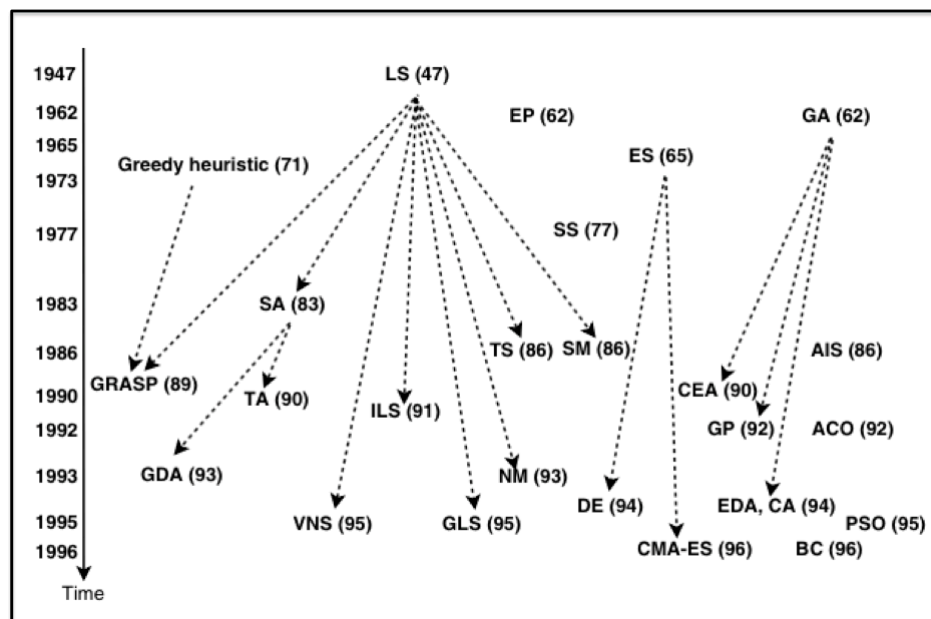 1947
LS (47)
1962
EP (62)
GA (62)
1965
ES (65)
Greedy heuristic (71)
1973
1977
SS (77)
1983
SA (83)
1986
TS (86)
SM (86)
AIS (86)
GRASP (89)
CEA (90)
1990
TA (90)
ILS (91)
1992
GP (92)
ACO (92)
1993
GDA (93)
NM (93)
DE (94)
EDA, CA (94)
1995
VNS (95)
GLS (95)
PSO (95)
1996
CMA-ES (96)
BC (96)
Time